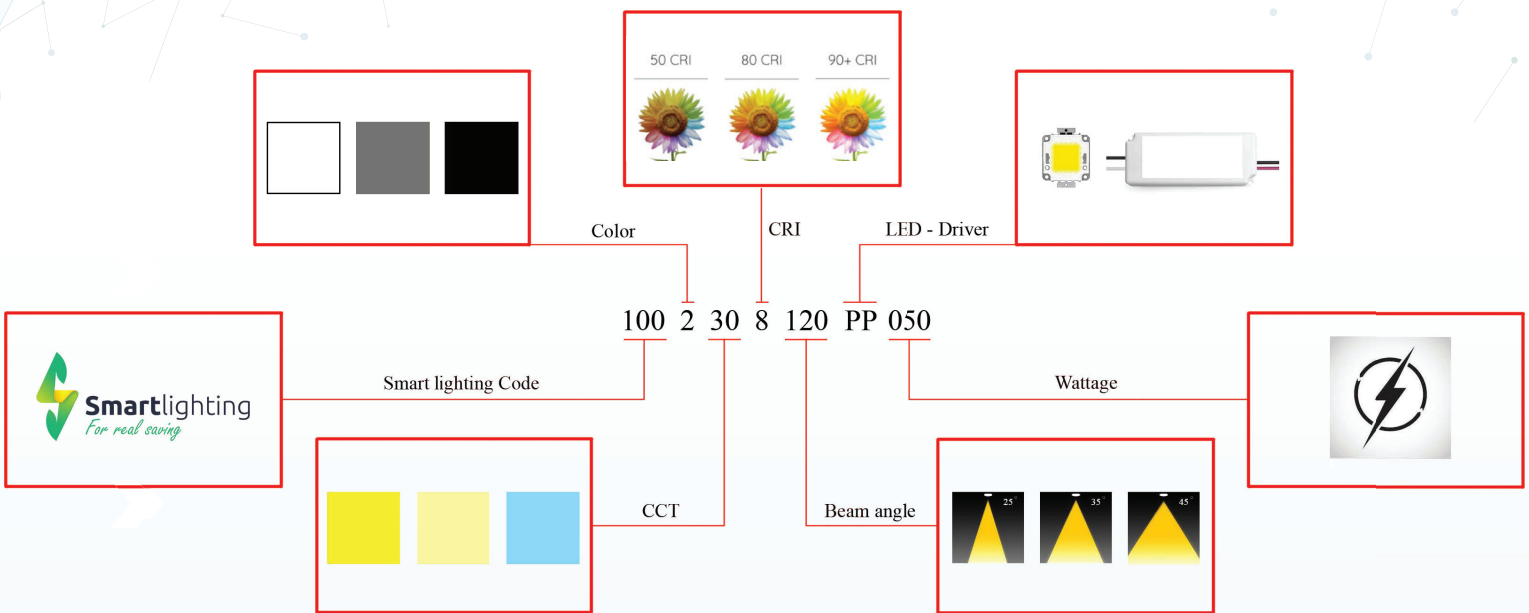 50 CRI 80 CRI 90+ CRI
Color CRI LED - Driver
100 2 30 8 120 PP 050
Smart lighting Code Wattage
Smartlighting
For real saving
CCT Beam angle
25° 35° 45°